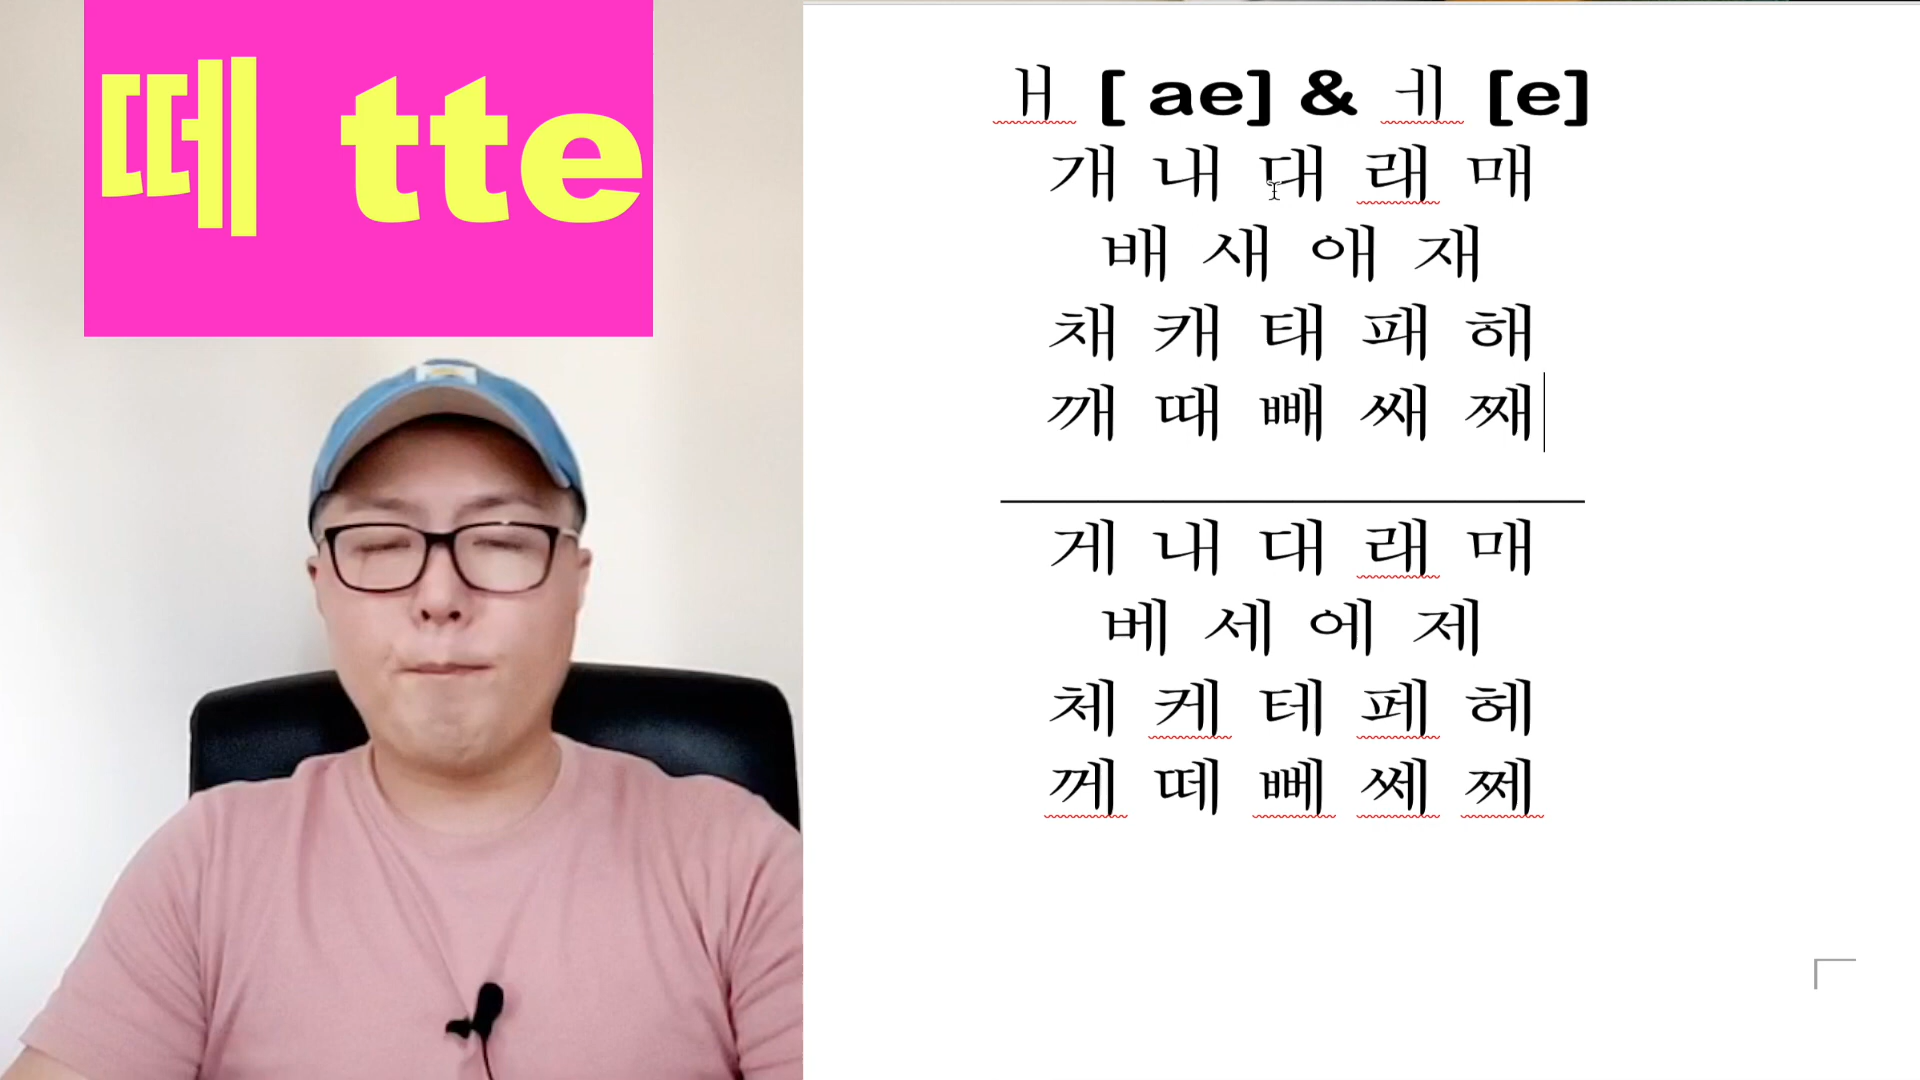 떼 tte
ㅐ [ ae] & ㅔ [e]
개 내 대 래 매
배 새 애 재
채 캐 태 패 해
깨 때 빼 쌔 째
게 내 대 래 매
베 세 에 제
체 케 테 페 헤
께 떼 뻬 쎄 쩨